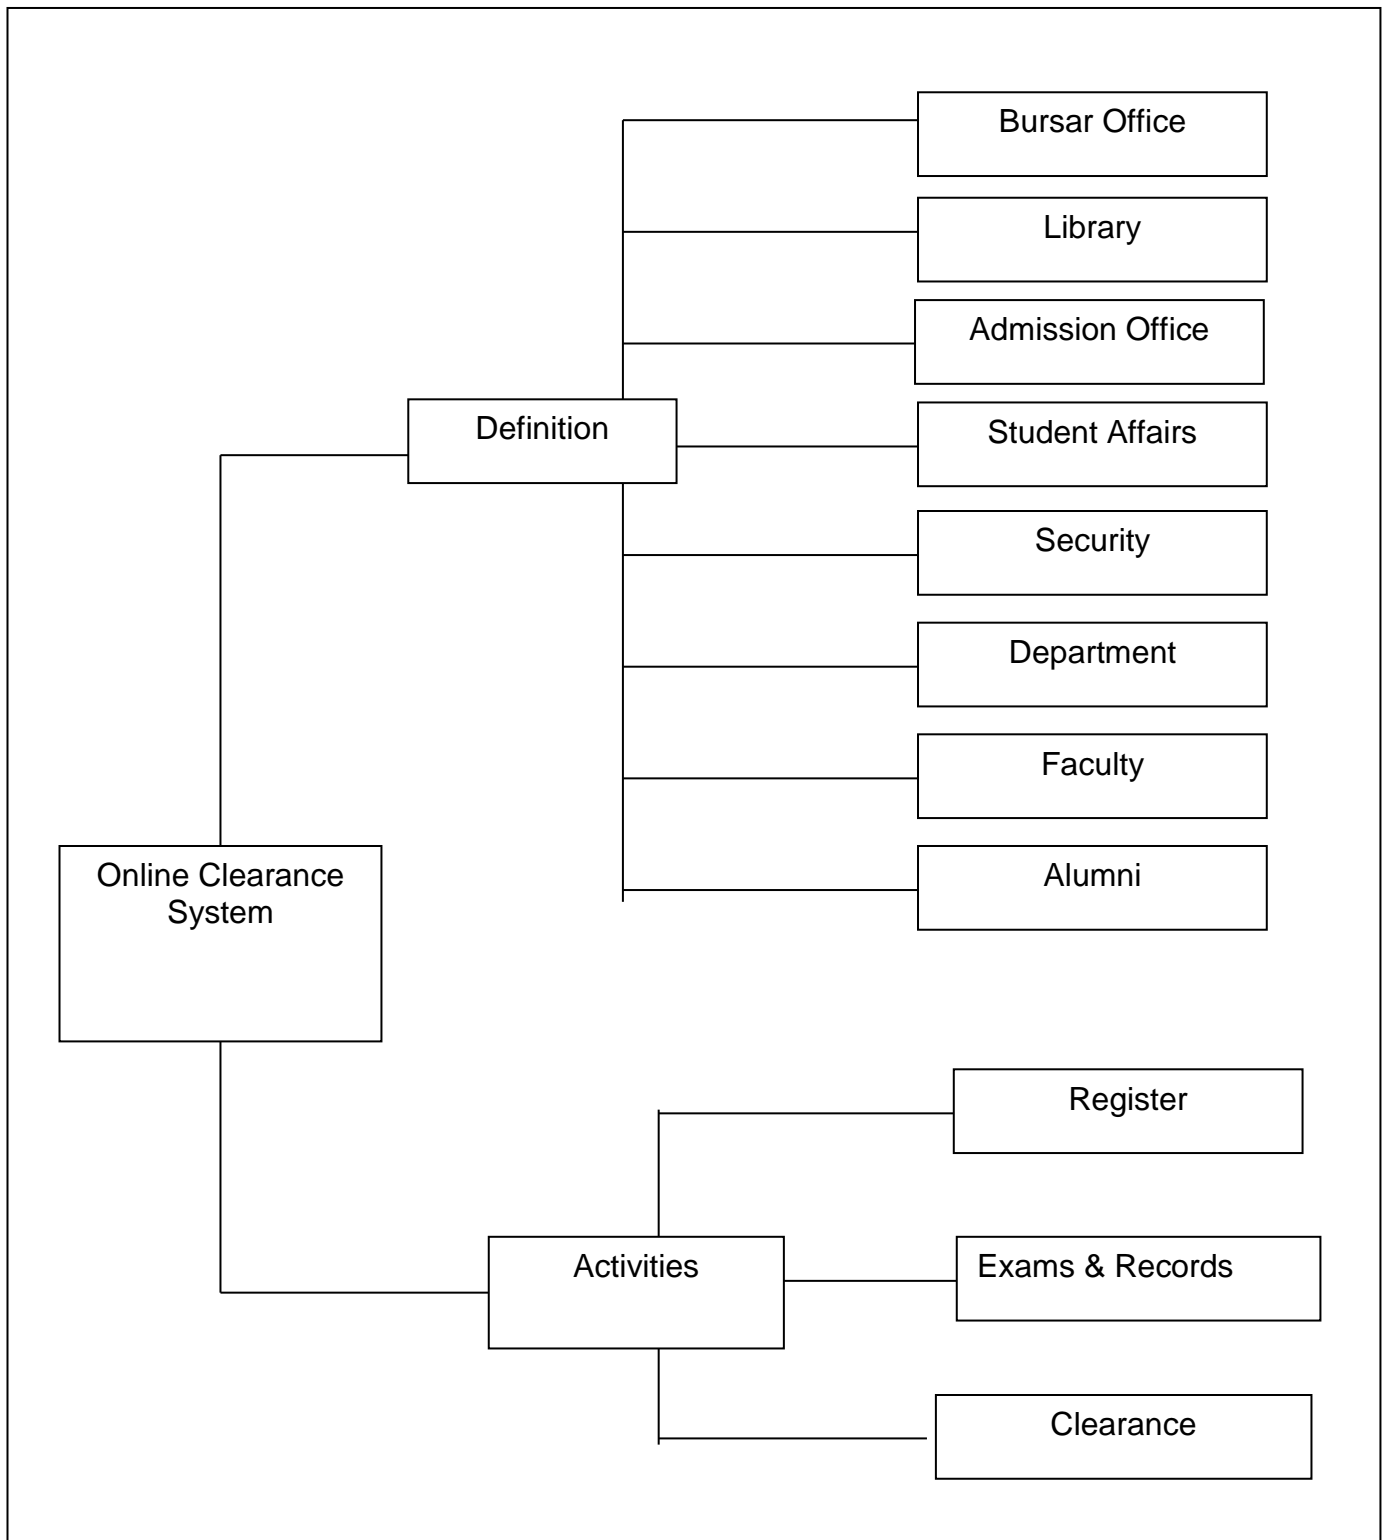 Bursar Office
Library
Admission Office
Definition
Student Affairs
Security
Department
Faculty
Online Clearance
System
Alumni
Register
Activities
Exams & Records
Clearance